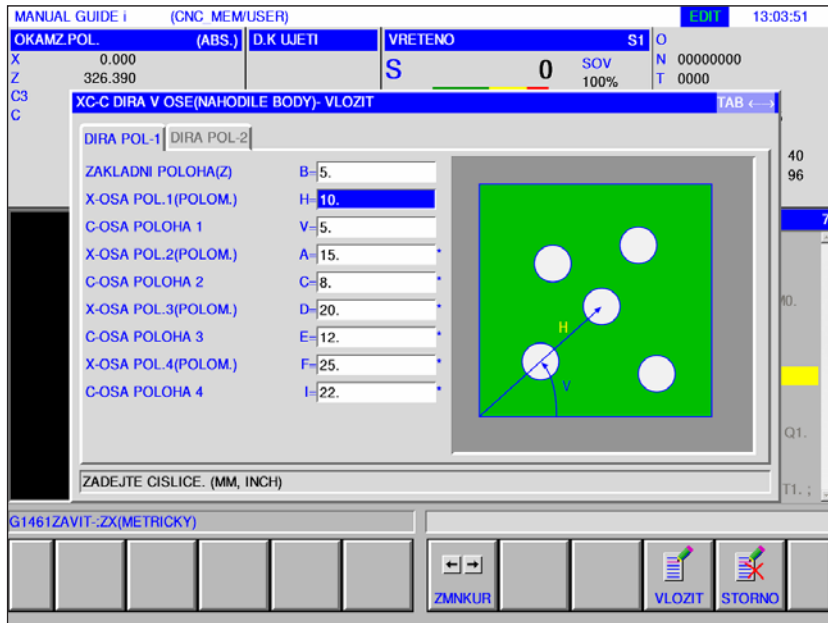 MANUAL GUIDE i (CNC_MEM/USER) EDIT 13:03:51
OKAMZ.POL. (ABS.) D.K UJETI VRETENO S1 O
X 0.000 S 0 SOV N 00000000
Z 326.390 100% T 0000
C3
C
XC-C DIRA V OSE(NAHODILE BODY)- VLOZIT TAB ←→
DIRA POL-1 DIRA POL-2
ZAKLADNI POLOHA(Z) B=5.
X-OSA POL.1(POLOM.) H=10.
C-OSA POLOHA 1 V=5.
X-OSA POL.2(POLOM.) A=15. *
C-OSA POLOHA 2 C=8. *
X-OSA POL.3(POLOM.) D=20. *
C-OSA POLOHA 3 E=12. *
X-OSA POL.4(POLOM.) F=25. *
C-OSA POLOHA 4 I=22. *
H
V
40
96
7
M0.
Q1.
T1. ;
ZADEJTE CISLICE. (MM, INCH)
G1461ZAVIT-:ZX(METRICKY)
ZMNKUR VLOZIT STORNO